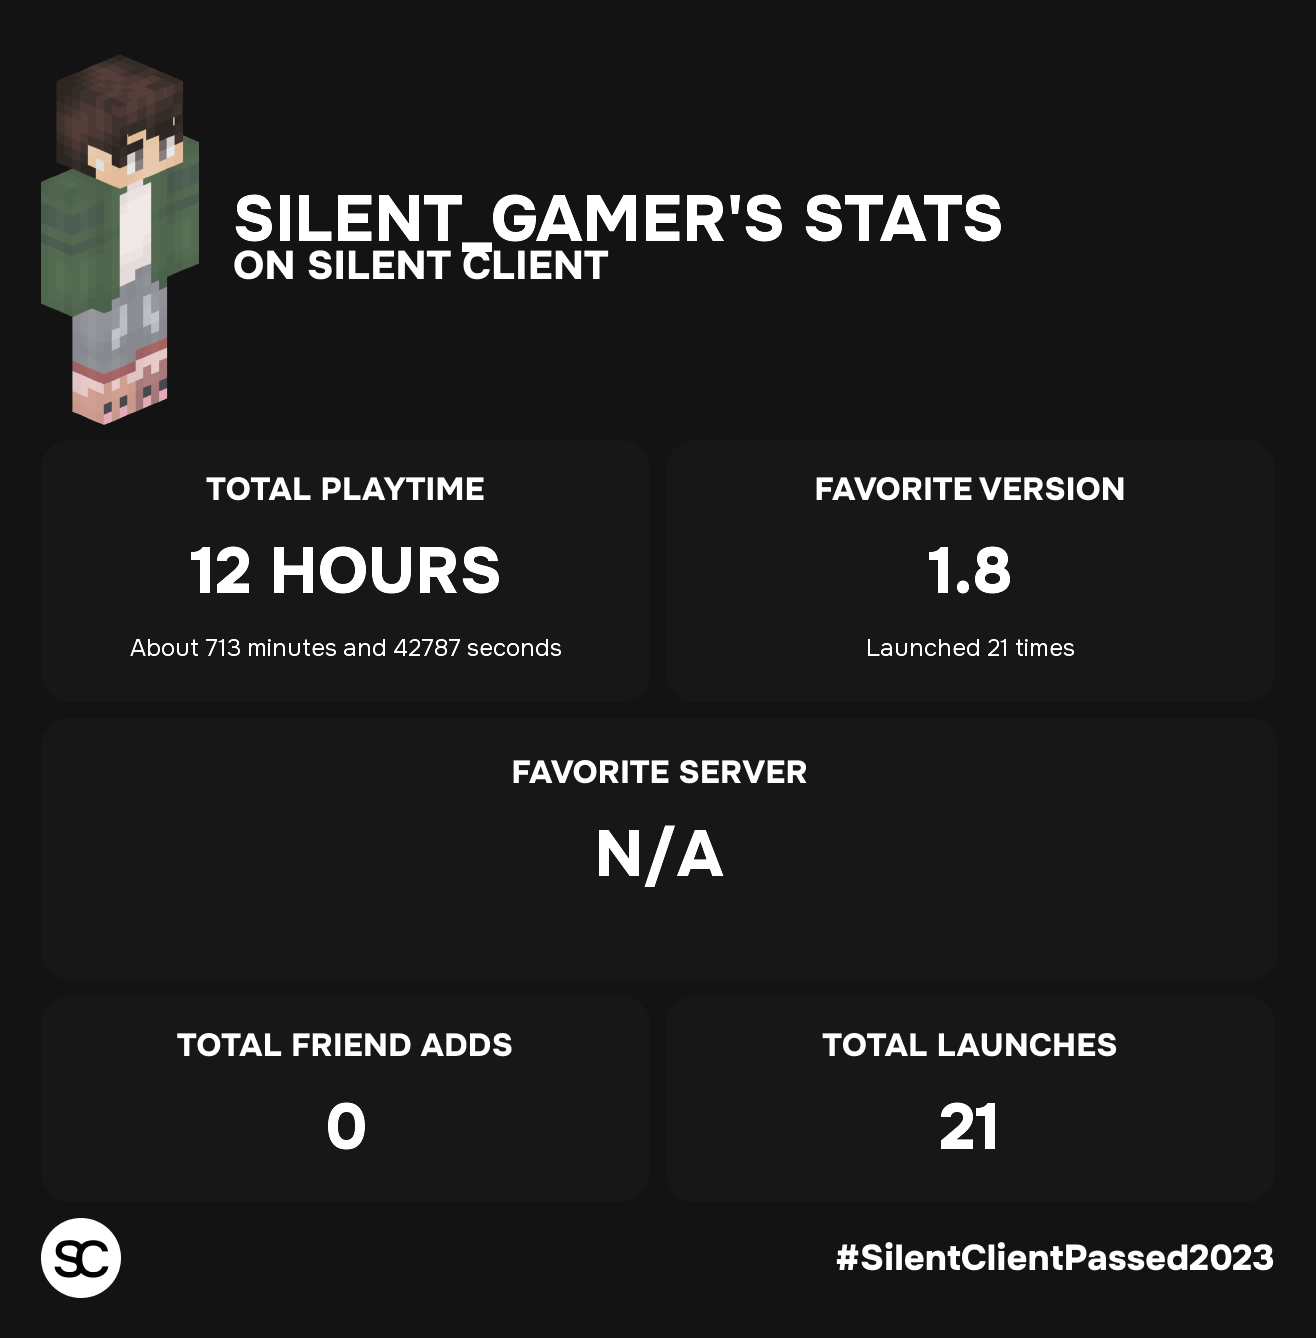 SILENT_GAMER'S STATS
ON SILENT CLIENT
TOTAL PLAYTIME
12 HOURS
About 713 minutes and 42787 seconds
FAVORITE VERSION
1.8
Launched 21 times
FAVORITE SERVER
N/A
TOTAL FRIEND ADDS
0
TOTAL LAUNCHES
21
SC
#SilentClientPassed2023